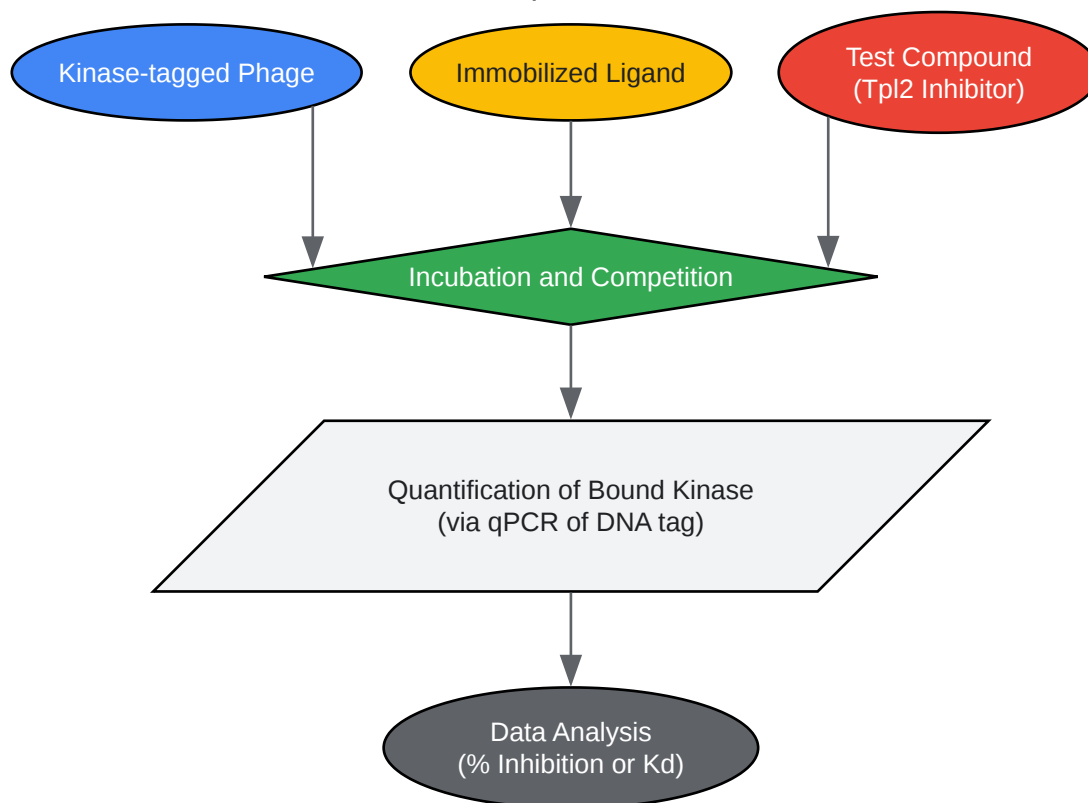 Kinase-tagged Phage
Immobilized Ligand
Test Compound
(Tpl2 Inhibitor)
Incubation and Competition
Quantification of Bound Kinase
(via qPCR of DNA tag)
Data Analysis
(% Inhibition or Kd)